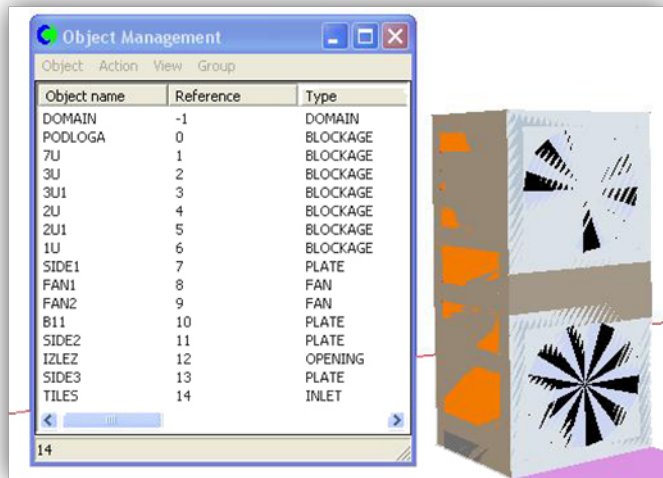 Object Management
Object Action View Group
Object name Reference Type
DOMAIN -1 DOMAIN
PODLOGA 0 BLOCKAGE
7U 1 BLOCKAGE
3U 2 BLOCKAGE
3U1 3 BLOCKAGE
2U 4 BLOCKAGE
2U1 5 BLOCKAGE
1U 6 BLOCKAGE
SIDE1 7 PLATE
FAN1 8 FAN
FAN2 9 FAN
B11 10 PLATE
SIDE2 11 PLATE
IZLEZ 12 OPENING
SIDE3 13 PLATE
TILES 14 INLET
14